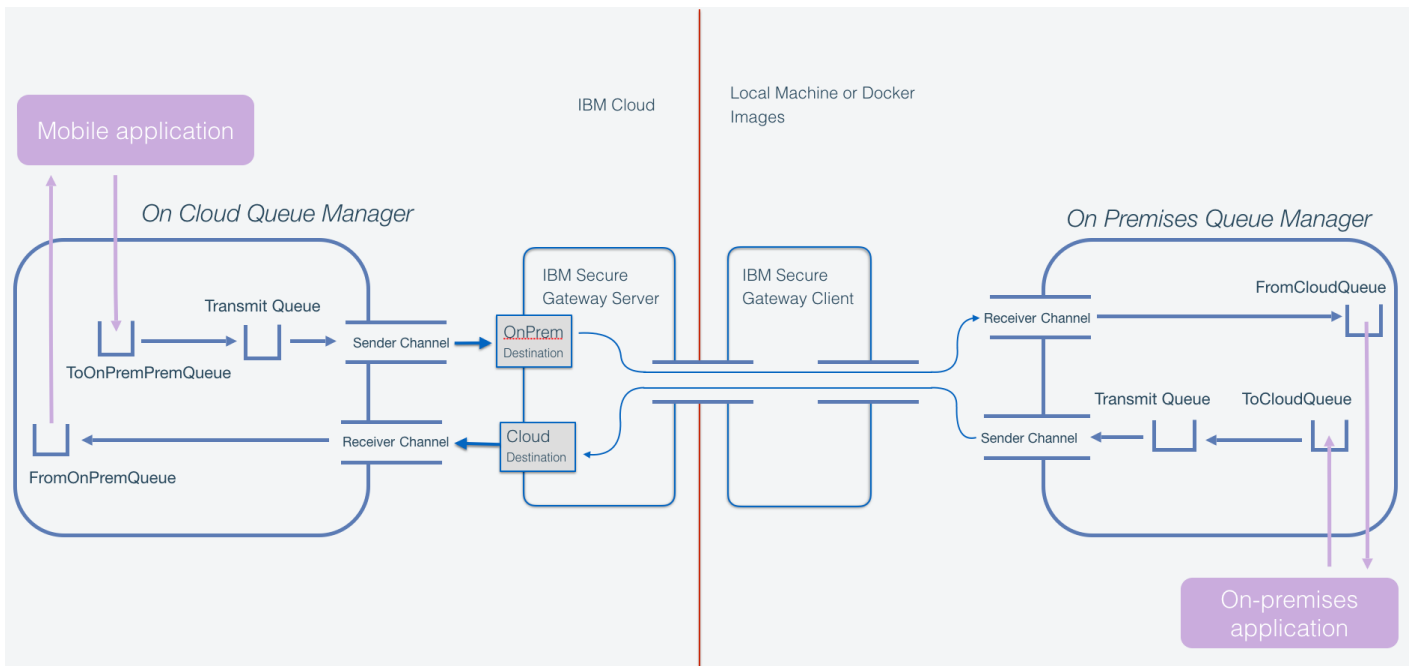 IBM Cloud
Local Machine or Docker
Images
Mobile application
On Cloud Queue Manager
On Premises Queue Manager
IBM Secure
Gateway Server
IBM Secure
Gateway Client
FromCloudQueue
Transmit Queue
Receiver Channel
OnPrem
Destination
Sender Channel
ToOnPremPremQueue
Transmit Queue
ToCloudQueue
Cloud
Destination
Receiver Channel
Sender Channel
FromOnPremQueue
On-premises
application